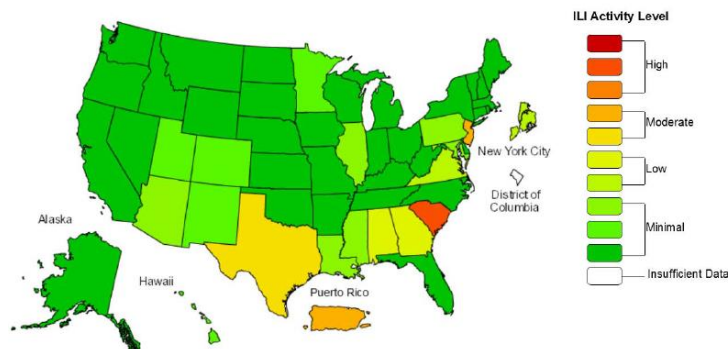 ILI Activity Level
High
Moderate
Low
Minimal
Insufficient Data
New York City
District of
Columbia
Alaska
Hawaii
Puerto Rico